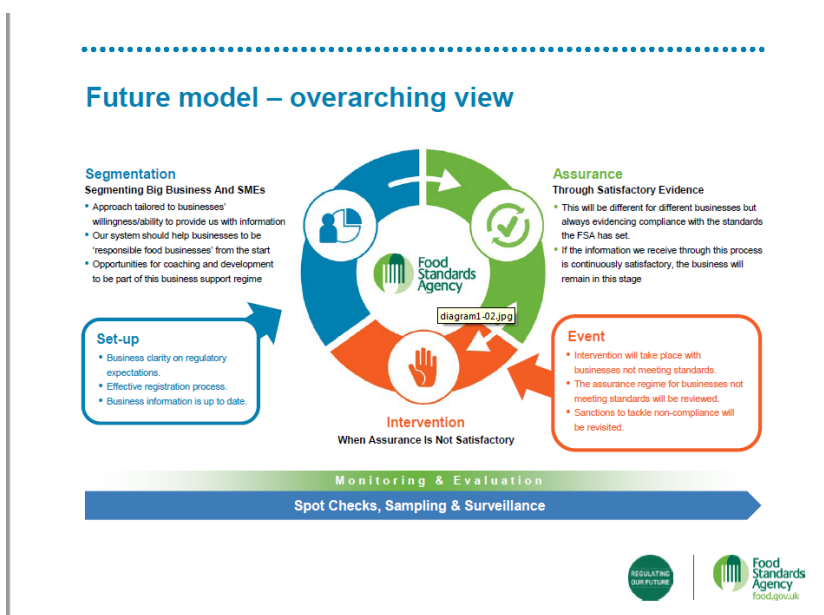 Future model – overarching view
Segmentation
Segmenting Big Business And SMEs
• Approach tailored to businesses'
willingness/ability to provide us with information
• Our system should help businesses to be
'responsible food businesses' from the start
• Opportunities for coaching and development
to be part of this business support regime
Assurance
Through Satisfactory Evidence
• This will be different for different businesses but
always evidencing compliance with the standards
the FSA has set.
• If the information we receive through this process
is continuously satisfactory, the business will
remain in this stage
Food
Standards
Agency
diagram1-02.jpg
Set-up
• Business clarity on regulatory
expectations.
• Effective registration process.
• Business information is up to date.
Event
• Intervention will take place with
businesses not meeting standards.
• The assurance regime for businesses not
meeting standards will be reviewed.
• Sanctions to tackle non-compliance will
be revisited.
Intervention
When Assurance Is Not Satisfactory
Monitoring & Evaluation
Spot Checks, Sampling & Surveillance
REGULATING
OUR FUTURE
Food
Standards
Agency
food.gov.uk